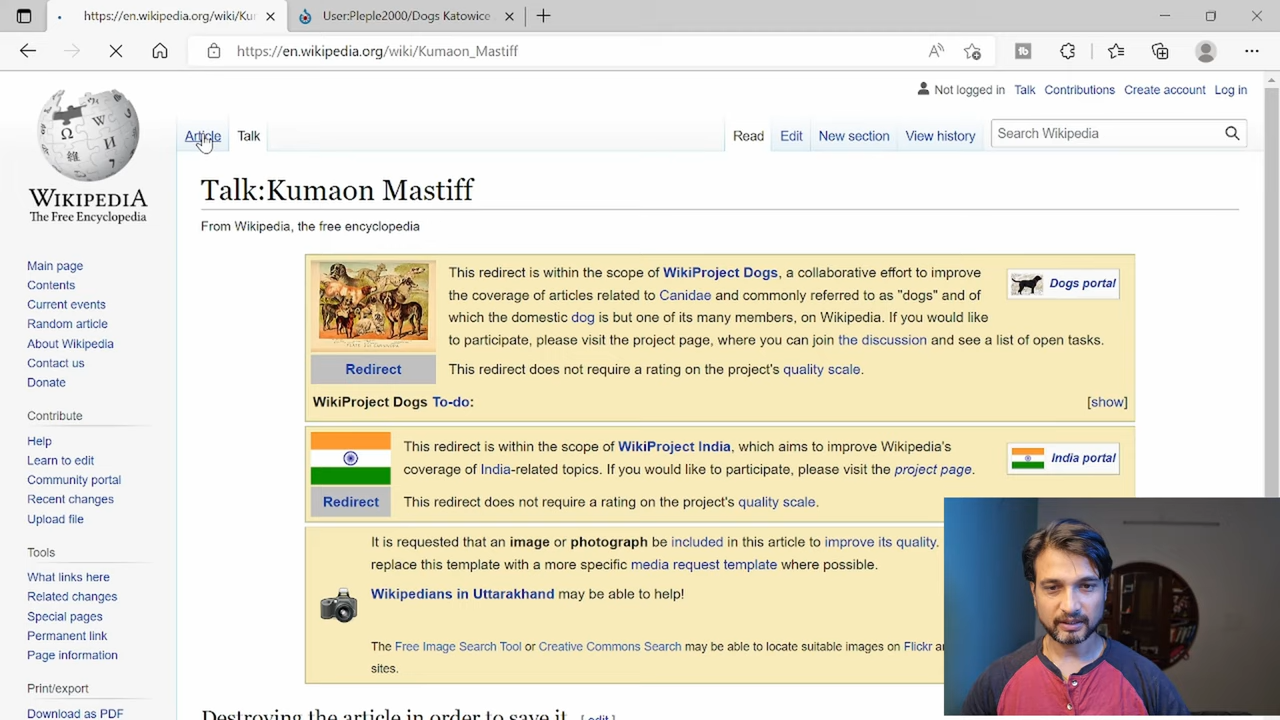 https://en.wikipedia.org/wiki/Kur
User:Pleple2000/Dogs Katowice
https://en.wikipedia.org/wiki/Kumaon_Mastiff
Not logged in Talk Contributions Create account Log in
Article Talk Read Edit New section View history Search Wikipedia
WIKIPEDIA
The Free Encyclopedia
Main page
Contents
Current events
Random article
About Wikipedia
Contact us
Donate
Contribute
Help
Learn to edit
Community portal
Recent changes
Upload file
Tools
What links here
Related changes
Special pages
Permanent link
Page information
Print/export
Download as PDF
Talk:Kumaon Mastiff
From Wikipedia, the free encyclopedia
This redirect is within the scope of WikiProject Dogs, a collaborative effort to improve
the coverage of articles related to Canidae and commonly referred to as "dogs" and of
which the domestic dog is but one of its many members, on Wikipedia. If you would like
to participate, please visit the project page, where you can join the discussion and see a list of open tasks.
Dogs portal
Redirect This redirect does not require a rating on the project's quality scale.
WikiProject Dogs To-do: [show]
This redirect is within the scope of WikiProject India, which aims to improve Wikipedia's
coverage of India-related topics. If you would like to participate, please visit the project page.
India portal
Redirect This redirect does not require a rating on the project's quality scale.
It is requested that an image or photograph be included in this article to improve its quality.
replace this template with a more specific media request template where possible.
Wikipedians in Uttarakhand may be able to help!
The Free Image Search Tool or Creative Commons Search may be able to locate suitable images on Flickr
sites.
Destroying the article in order to save it [ edit ]